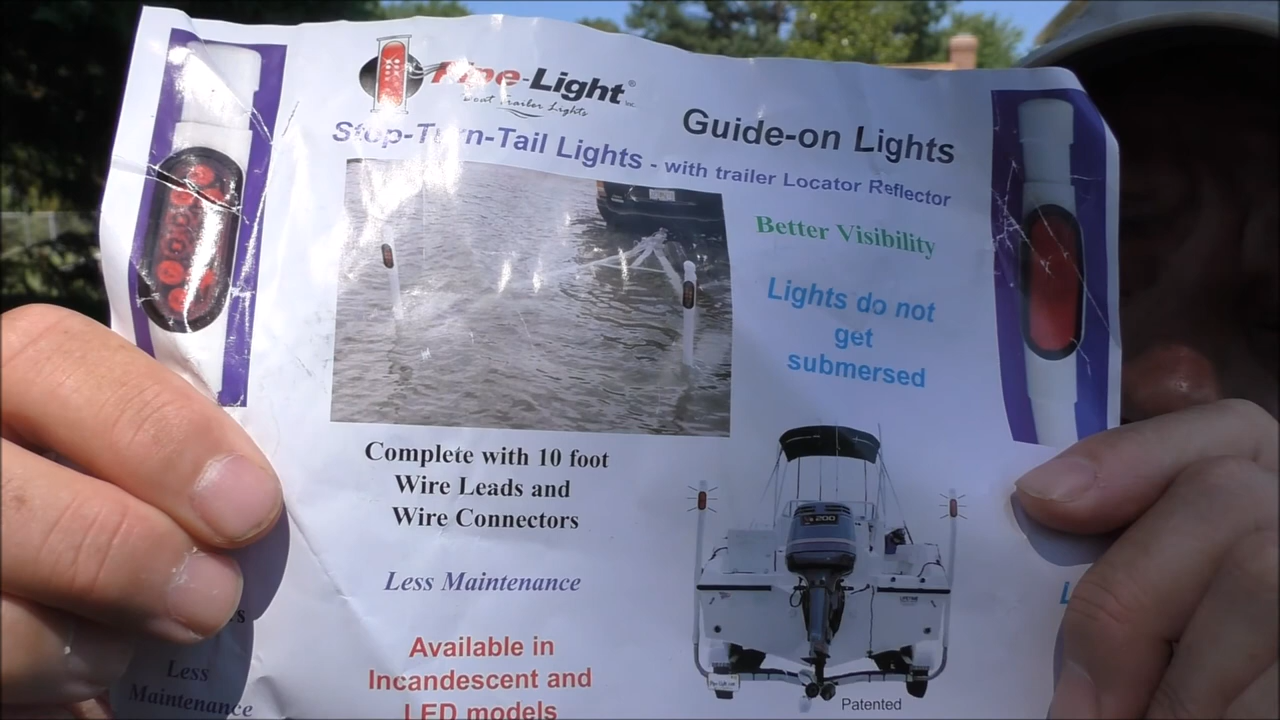 Pipe-Light®
Boat Trailer Lights
Guide-on Lights
Stop-Turn-Tail Lights - with trailer Locator Reflector
Better Visibility
Lights do not
get
submersed
Complete with 10 foot
Wire Leads and
Wire Connectors
Less Maintenance
Available in
Incandescent and
LED models
200
Patented
Less
Maintenance